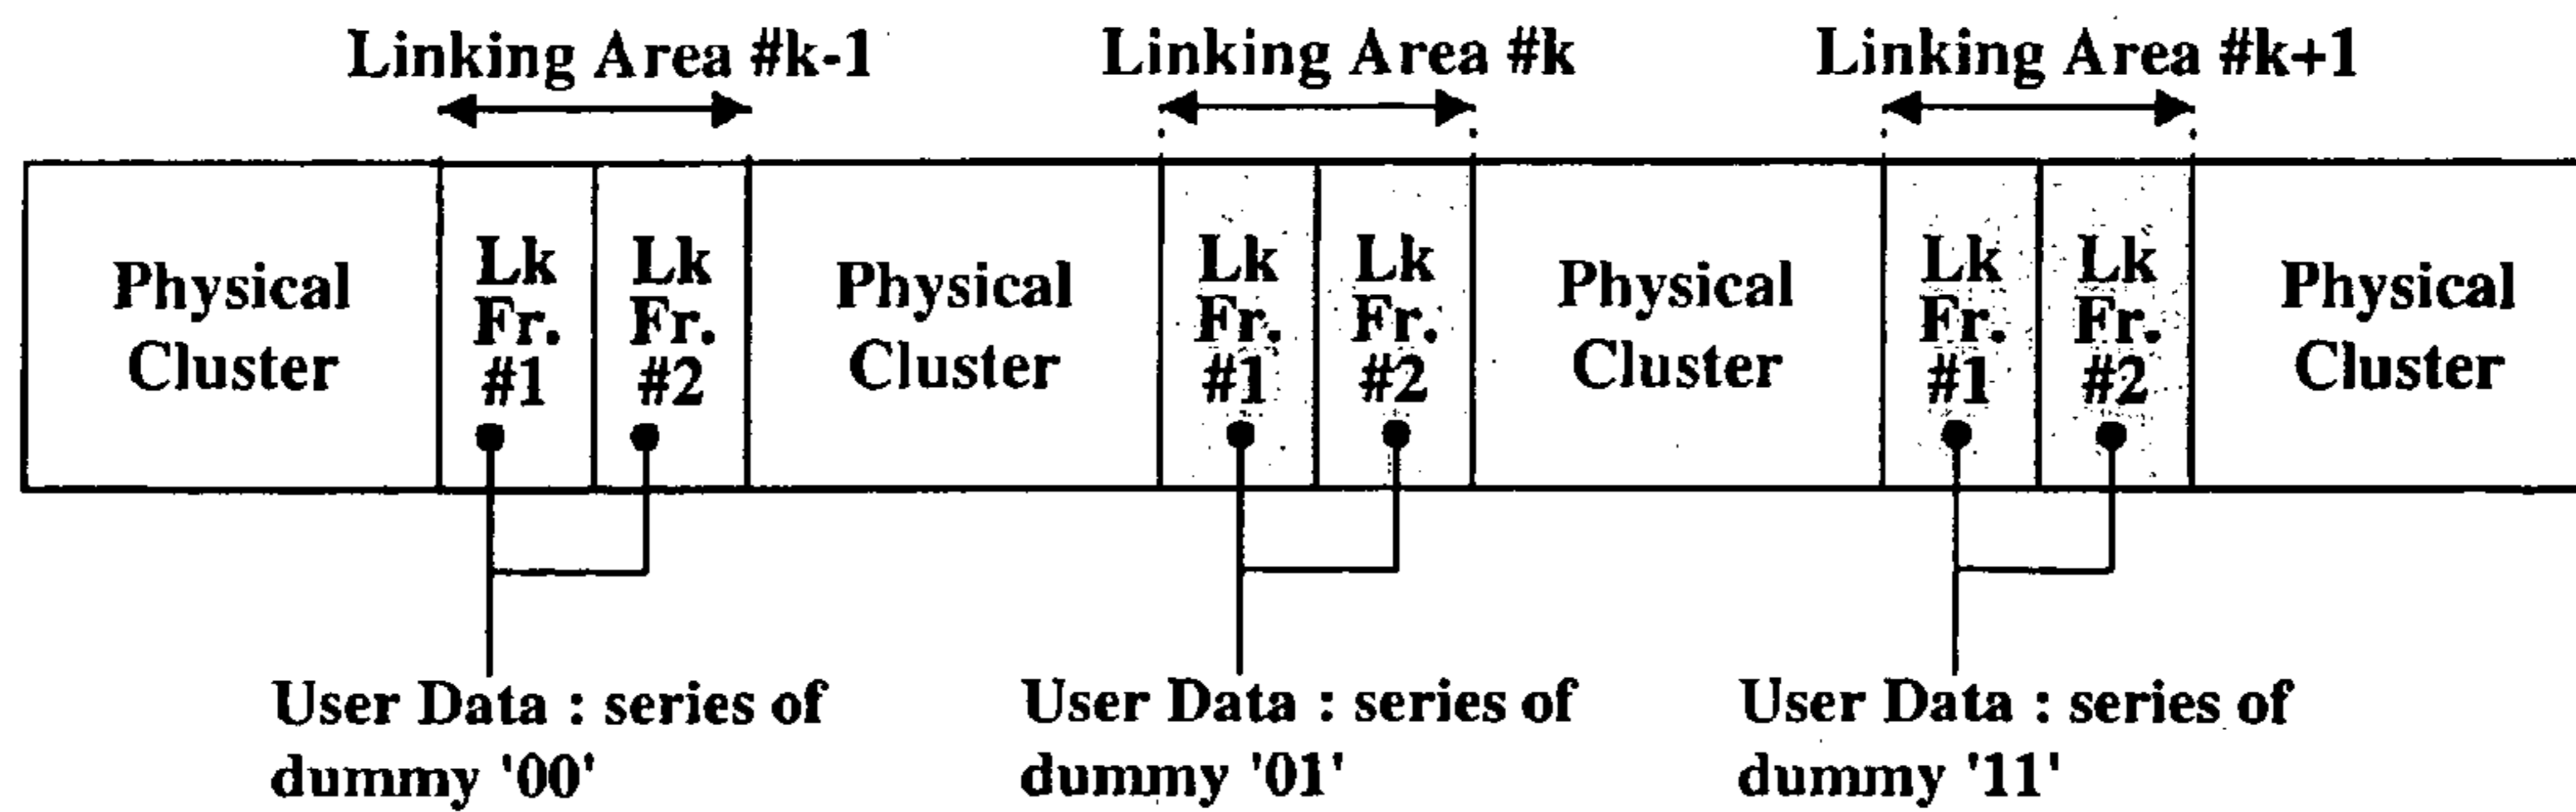 Linking Area #k-1 Linking Area #k Linking Area #k+1
Physical Cluster
Lk Fr. #1
Lk Fr. #2
Physical Cluster
Lk Fr. #1
Lk Fr. #2
Physical Cluster
Lk Fr. #1
Lk Fr. #2
Physical Cluster
User Data : series of
dummy '00'
User Data : series of
dummy '01'
User Data : series of
dummy '11'